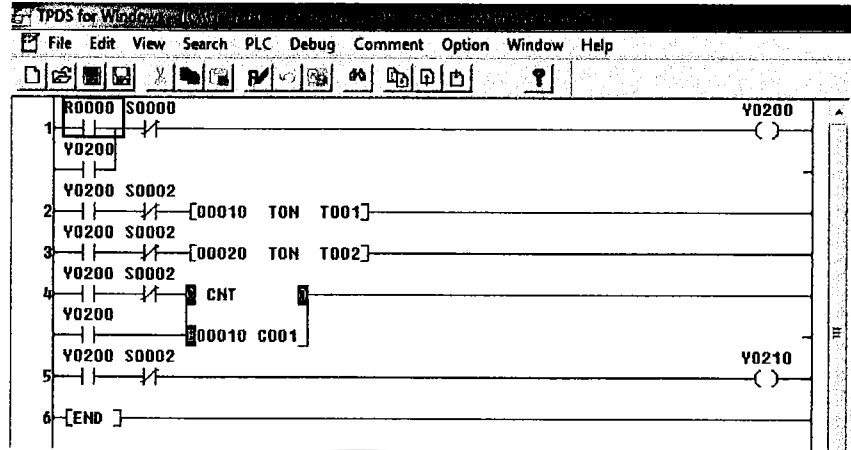 TPDS for Windows
File Edit View Search PLC Debug Comment Option Window Help
R0000 S0000 Y0200
1
Y0200
Y0200 S0002
2 [00010 TON T001]
Y0200 S0002
3 [00020 TON T002]
Y0200 S0002
4 CNT
Y0200
00010 C001
Y0200 S0002 Y0210
5
6 [END ]